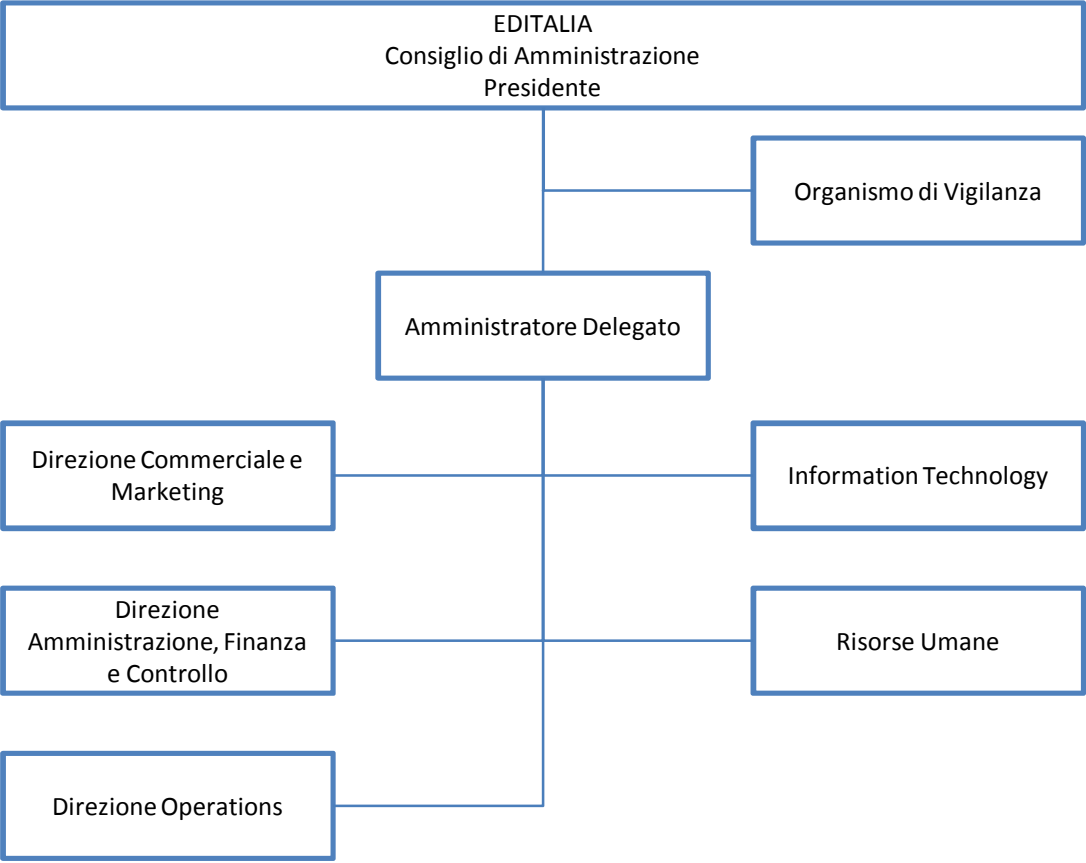 EDITALIA
Consiglio di Amministrazione
Presidente
Organismo di Vigilanza
Amministratore Delegato
Direzione Commerciale e
Marketing
Information Technology
Direzione
Amministrazione, Finanza
e Controllo
Risorse Umane
Direzione Operations